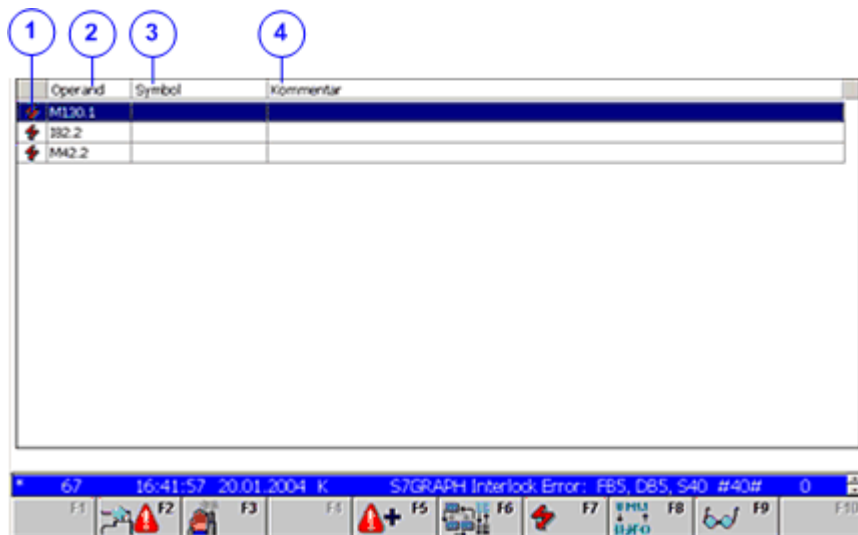 1 2 3 4
Operand Symbol Kommentar
M130.1
I82.2
M42.2
* 67 16:41:57 20.01.2004 K S7GRAPH Interlock Error: FB5, DB5, S40 #40# 0
F1 F2 F3 F4 F5 F6 F7 F8 F9 F10